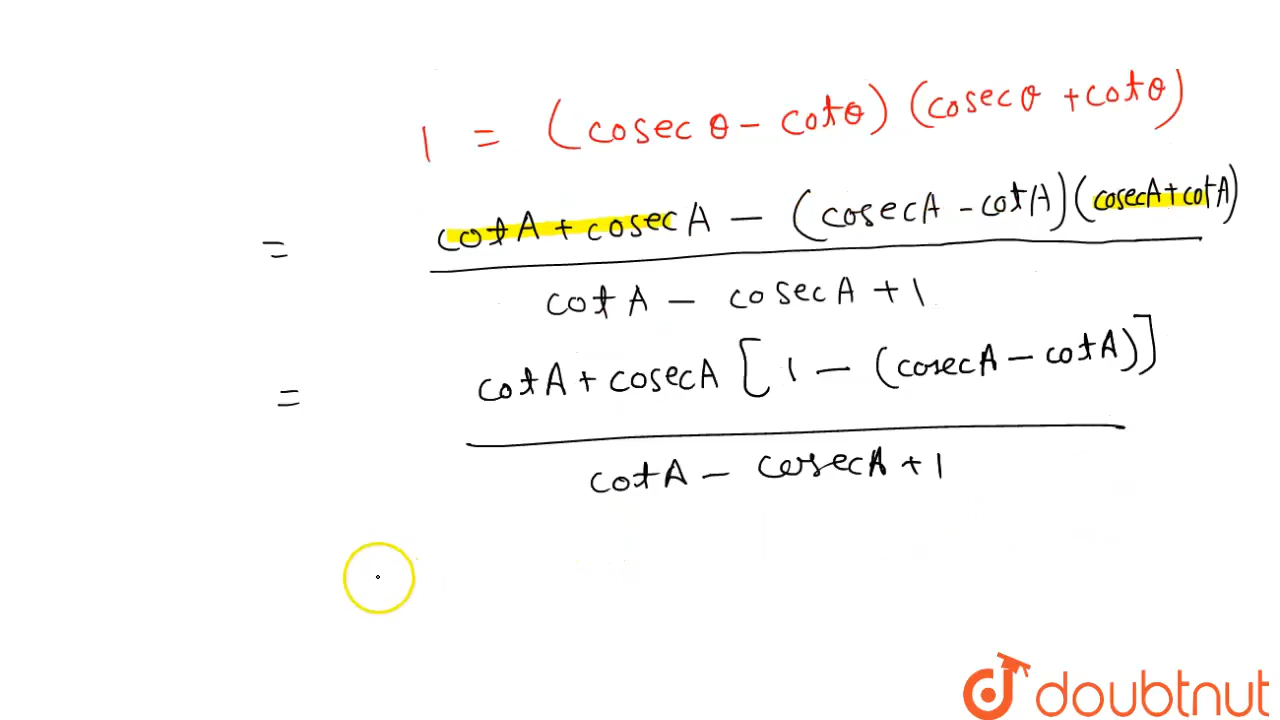 1 = (cosec θ - cot θ) (cosec θ + cot θ)
= cot A + cosec A - (cosec A - cot A) (cosec A + cot A)
cot A - cosec A + 1
= cot A + cosec A [ 1 - (cosec A - cot A) ]
cot A - cosec A + 1
doubtnut